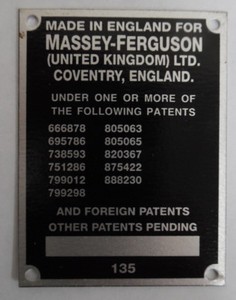 MADE IN ENGLAND FOR
MASSEY-FERGUSON
(UNITED KINGDOM) LTD.
COVENTRY, ENGLAND.
UNDER ONE OR MORE OF
THE FOLLOWING PATENTS
666878 805063
695786 805065
738593 820367
751286 875422
799012 888230
799298
AND FOREIGN PATENTS
OTHER PATENTS PENDING
135